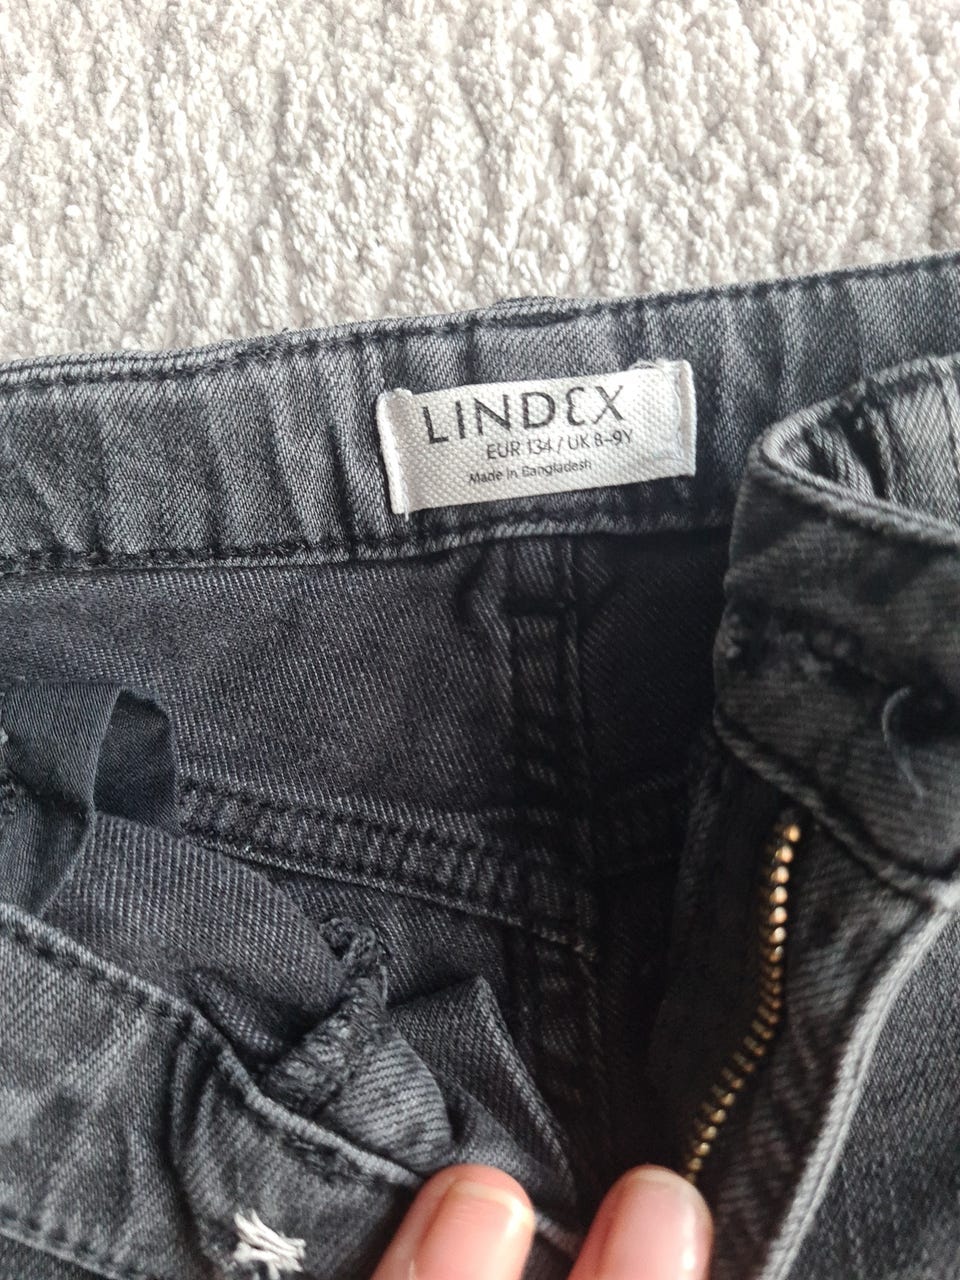 LINDEX
EUR 134 / UK 8-9Y
Made in Bangladesh